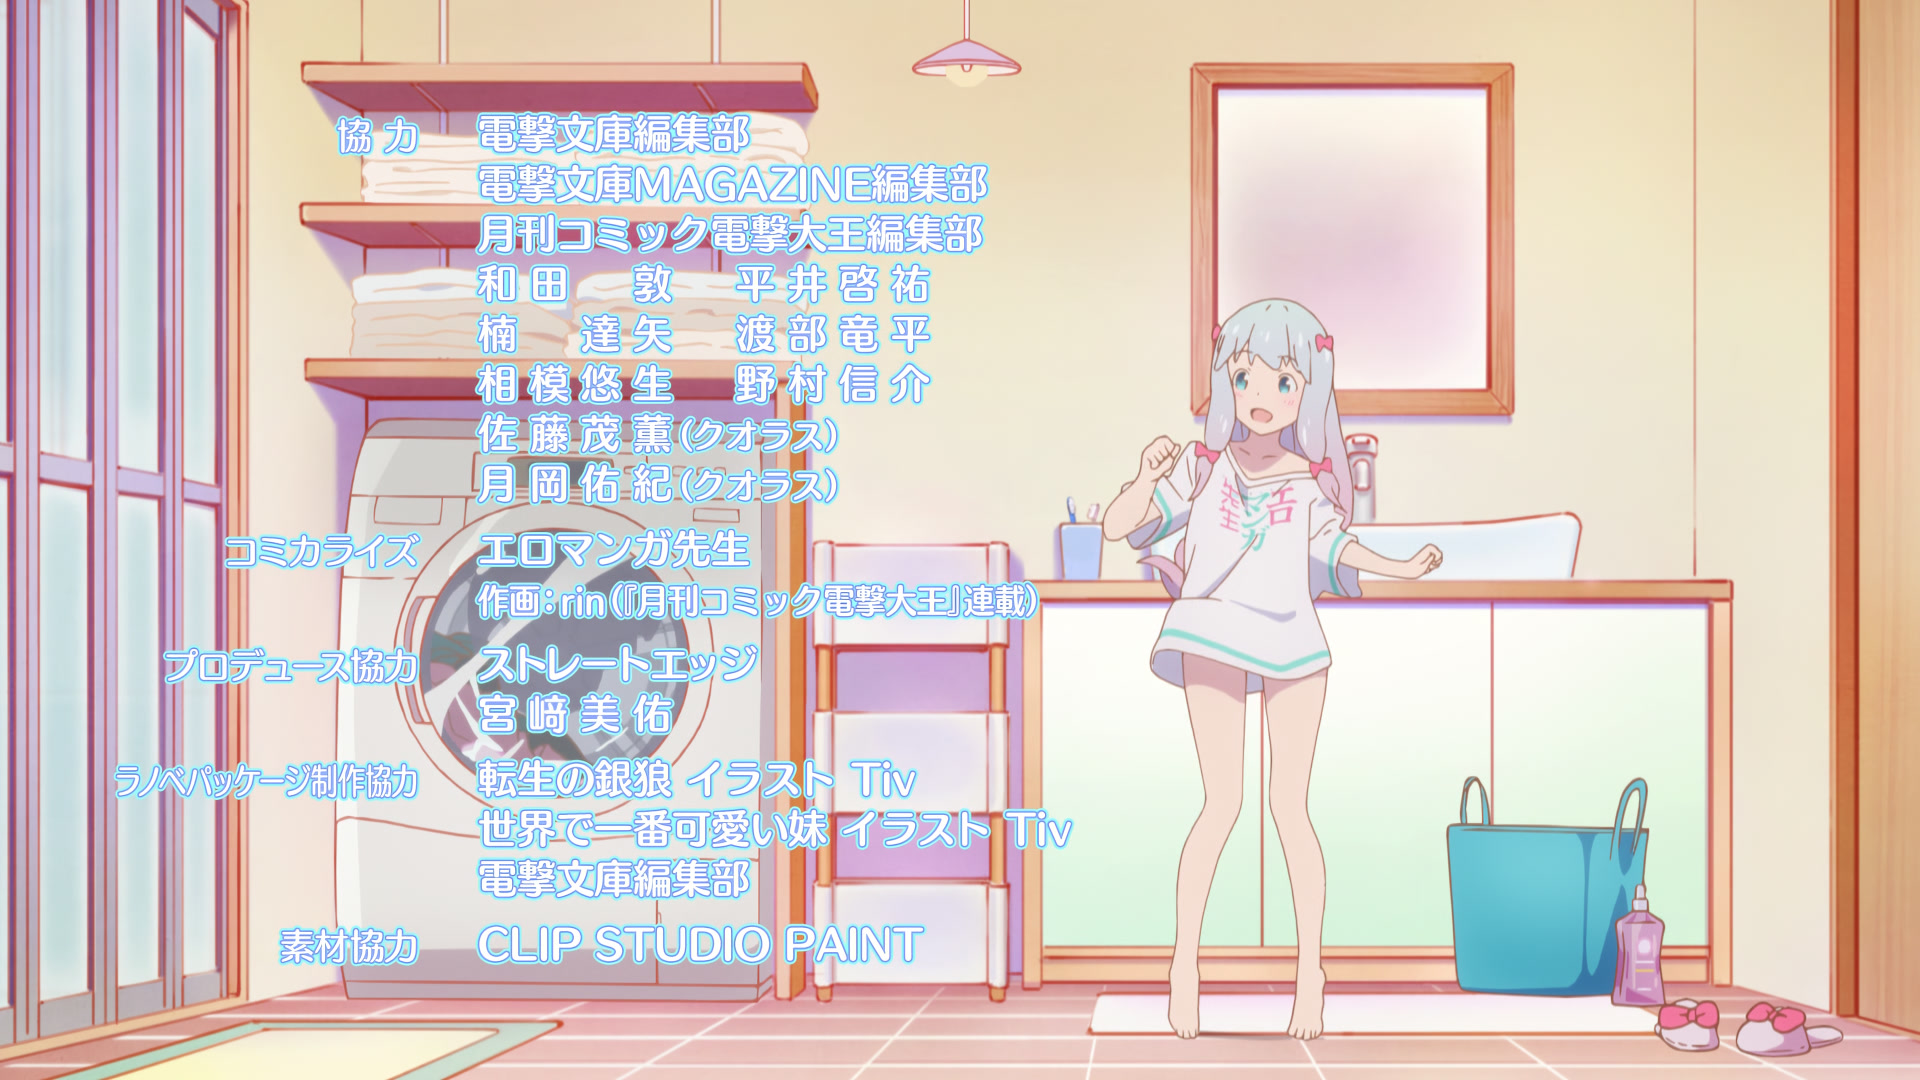 協力 電撃文庫編集部
電撃文庫MAGAZINE編集部
月刊コミック電撃大王編集部
和田 敦 平井啓祐
楠 達矢 渡部竜平
相模悠生 野村信介
佐藤茂薫(クオラス)
月岡佑紀(クオラス)
コミカライズ エロマンガ先生
作画:rin(『月刊コミック電撃大王』連載)
プロデュース協力 ストレートエッジ
宮﨑美佑
ラノベパッケージ制作協力 転生の銀狼 イラスト Tiv
世界で一番可愛い妹 イラスト Tiv
電撃文庫編集部
素材協力 CLIP STUDIO PAINT
エロ
マンガ
先生